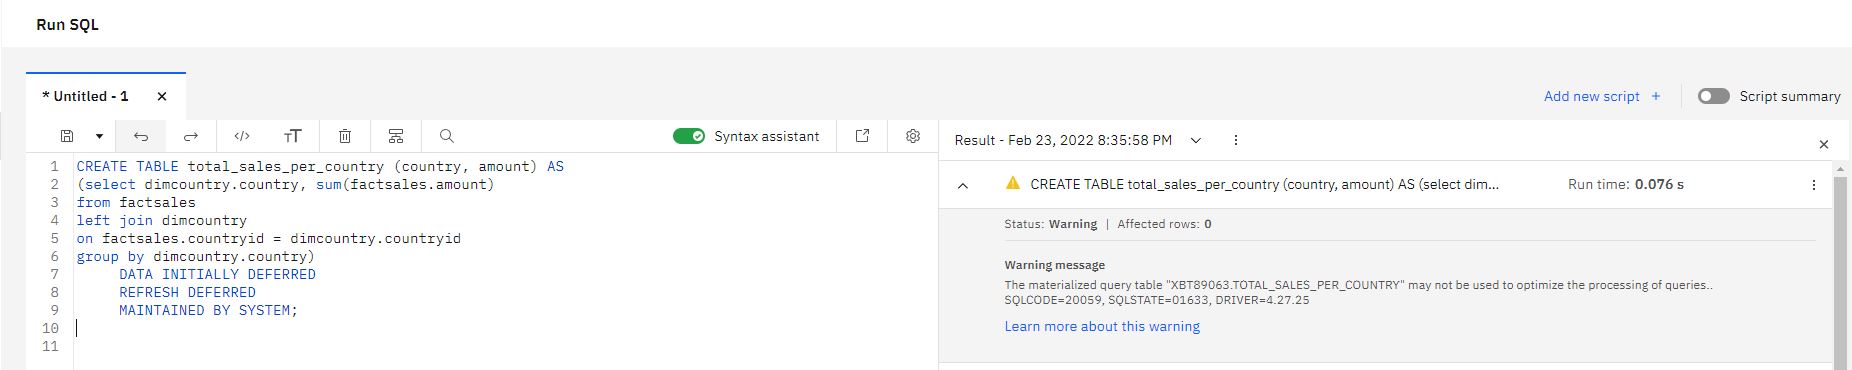 Run SQL
* Untitled - 1 ×
Add new script +
Script summary
Syntax assistant
Result - Feb 23, 2022 8:35:58 PM
1 CREATE TABLE total_sales_per_country (country, amount) AS
2 (select dimcountry.country, sum(factsales.amount)
3 from factsales
4 left join dimcountry
5 on factsales.countryid = dimcountry.countryid
6 group by dimcountry.country)
7 DATA INITIALLY DEFERRED
8 REFRESH DEFERRED
9 MAINTAINED BY SYSTEM;
10
11
CREATE TABLE total_sales_per_country (country, amount) AS (select dim... Run time: 0.076 s
Status: Warning | Affected rows: 0
Warning message
The materialized query table "XBT89063.TOTAL_SALES_PER_COUNTRY" may not be used to optimize the processing of queries..
SQLCODE=20059, SQLSTATE=01633, DRIVER=4.27.25
Learn more about this warning